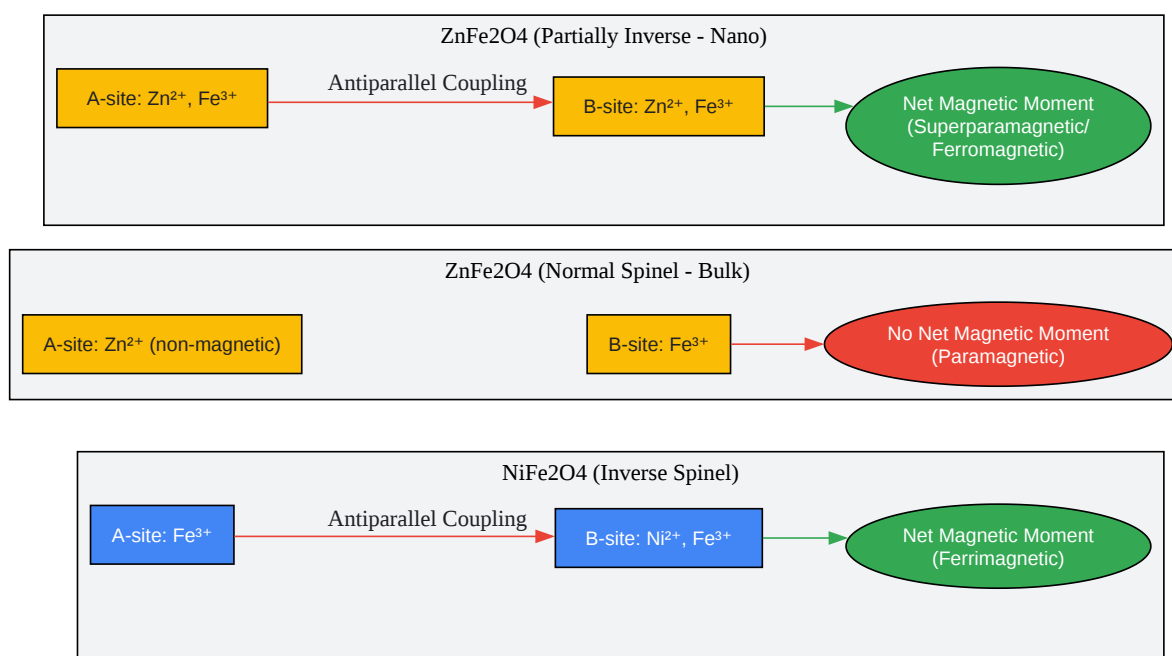 ZnFe2O4 (Partially Inverse - Nano)
A-site: Zn²⁺, Fe³⁺
Antiparallel Coupling
B-site: Zn²⁺, Fe³⁺
Net Magnetic Moment
(Superparamagnetic/
Ferromagnetic)
ZnFe2O4 (Normal Spinel - Bulk)
A-site: Zn²⁺ (non-magnetic)
B-site: Fe³⁺
No Net Magnetic Moment
(Paramagnetic)
NiFe2O4 (Inverse Spinel)
A-site: Fe³⁺
Antiparallel Coupling
B-site: Ni²⁺, Fe³⁺
Net Magnetic Moment
(Ferrimagnetic)